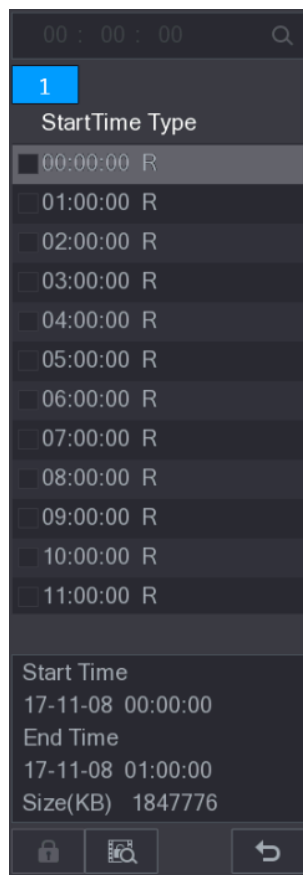 00 : 00 : 00
1
StartTime Type
00:00:00 R
01:00:00 R
02:00:00 R
03:00:00 R
04:00:00 R
05:00:00 R
06:00:00 R
07:00:00 R
08:00:00 R
09:00:00 R
10:00:00 R
11:00:00 R
Start Time
17-11-08 00:00:00
End Time
17-11-08 01:00:00
Size(KB) 1847776